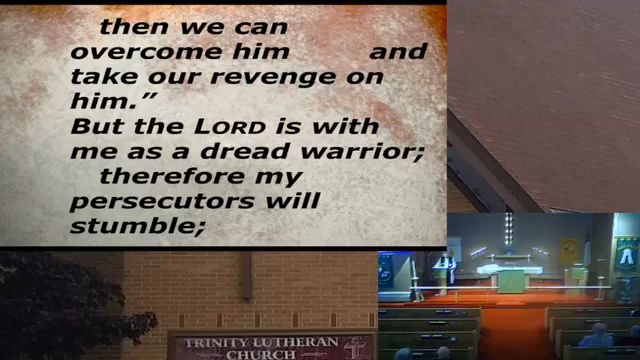 then we can
overcome him and
take our revenge on
him.”
But the LORD is with
me as a dread warrior;
therefore my
persecutors will
stumble;
TRINITY LUTHERAN
CHURCH